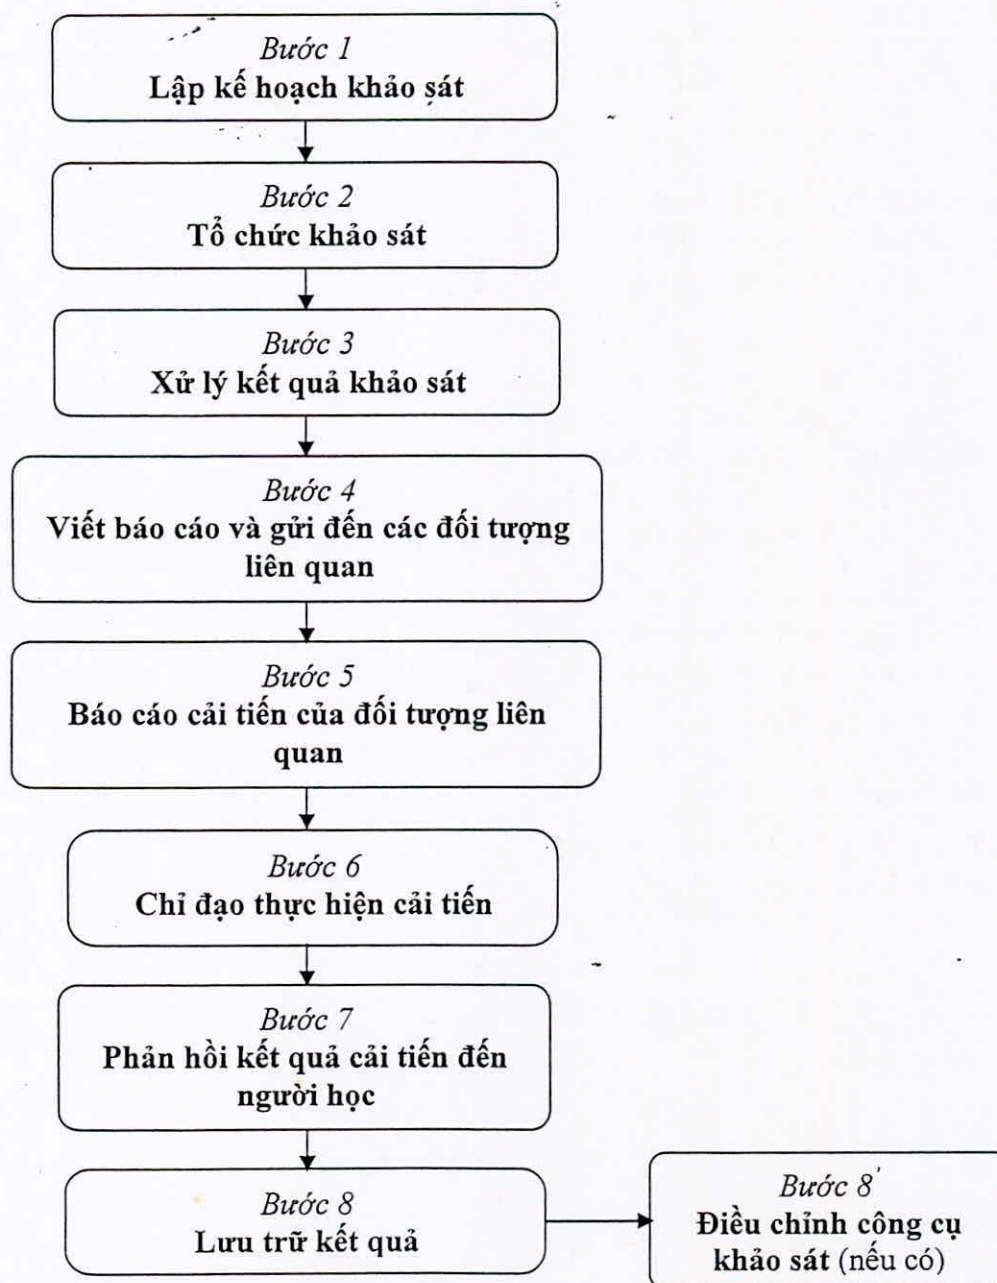 Bước 1
Lập kế hoạch khảo sát
Bước 2
Tổ chức khảo sát
Bước 3
Xử lý kết quả khảo sát
Bước 4
Viết báo cáo và gửi đến các đối tượng
liên quan
Bước 5
Báo cáo cải tiến của đối tượng liên
quan
Bước 6
Chỉ đạo thực hiện cải tiến
Bước 7
Phản hồi kết quả cải tiến đến
người học
Bước 8
Lưu trữ kết quả
Bước 8'
Điều chỉnh công cụ
khảo sát (nếu có)